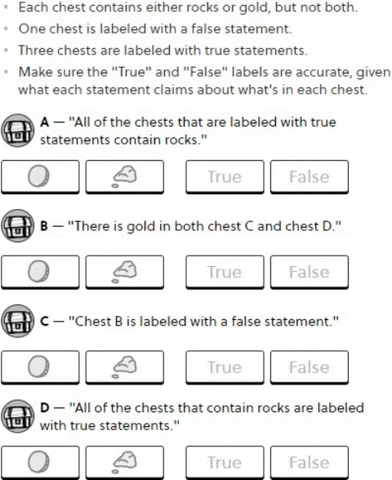 • Each chest contains either rocks or gold, but not both.
• One chest is labeled with a false statement.
• Three chests are labeled with true statements.
• Make sure the "True" and "False" labels are accurate, given
what each statement claims about what's in each chest.
A — "All of the chests that are labeled with true
statements contain rocks."
True False
B — "There is gold in both chest C and chest D."
True False
C — "Chest B is labeled with a false statement."
True False
D — "All of the chests that contain rocks are labeled
with true statements."
True False